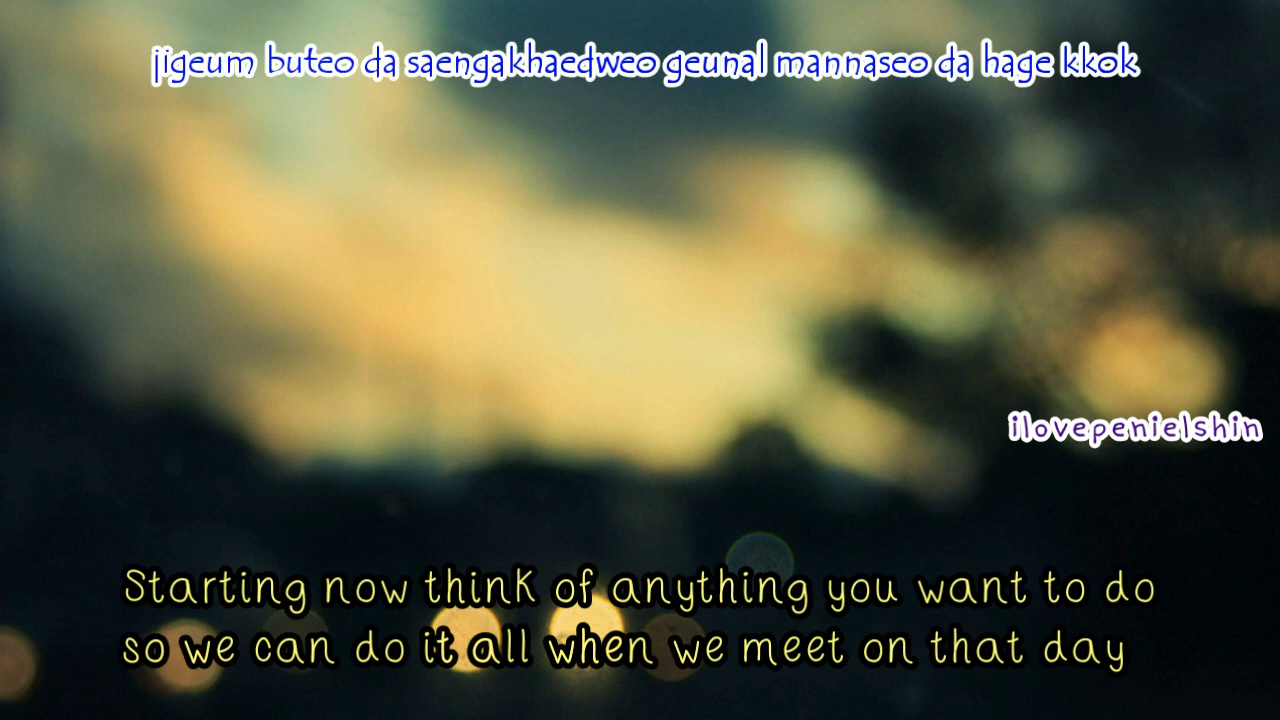 jigeum buteo da saengakhaedweo geunal mannaseo da hage kkok
ilovepenielshin
Starting now think of anything you want to do
so we can do it all when we meet on that day